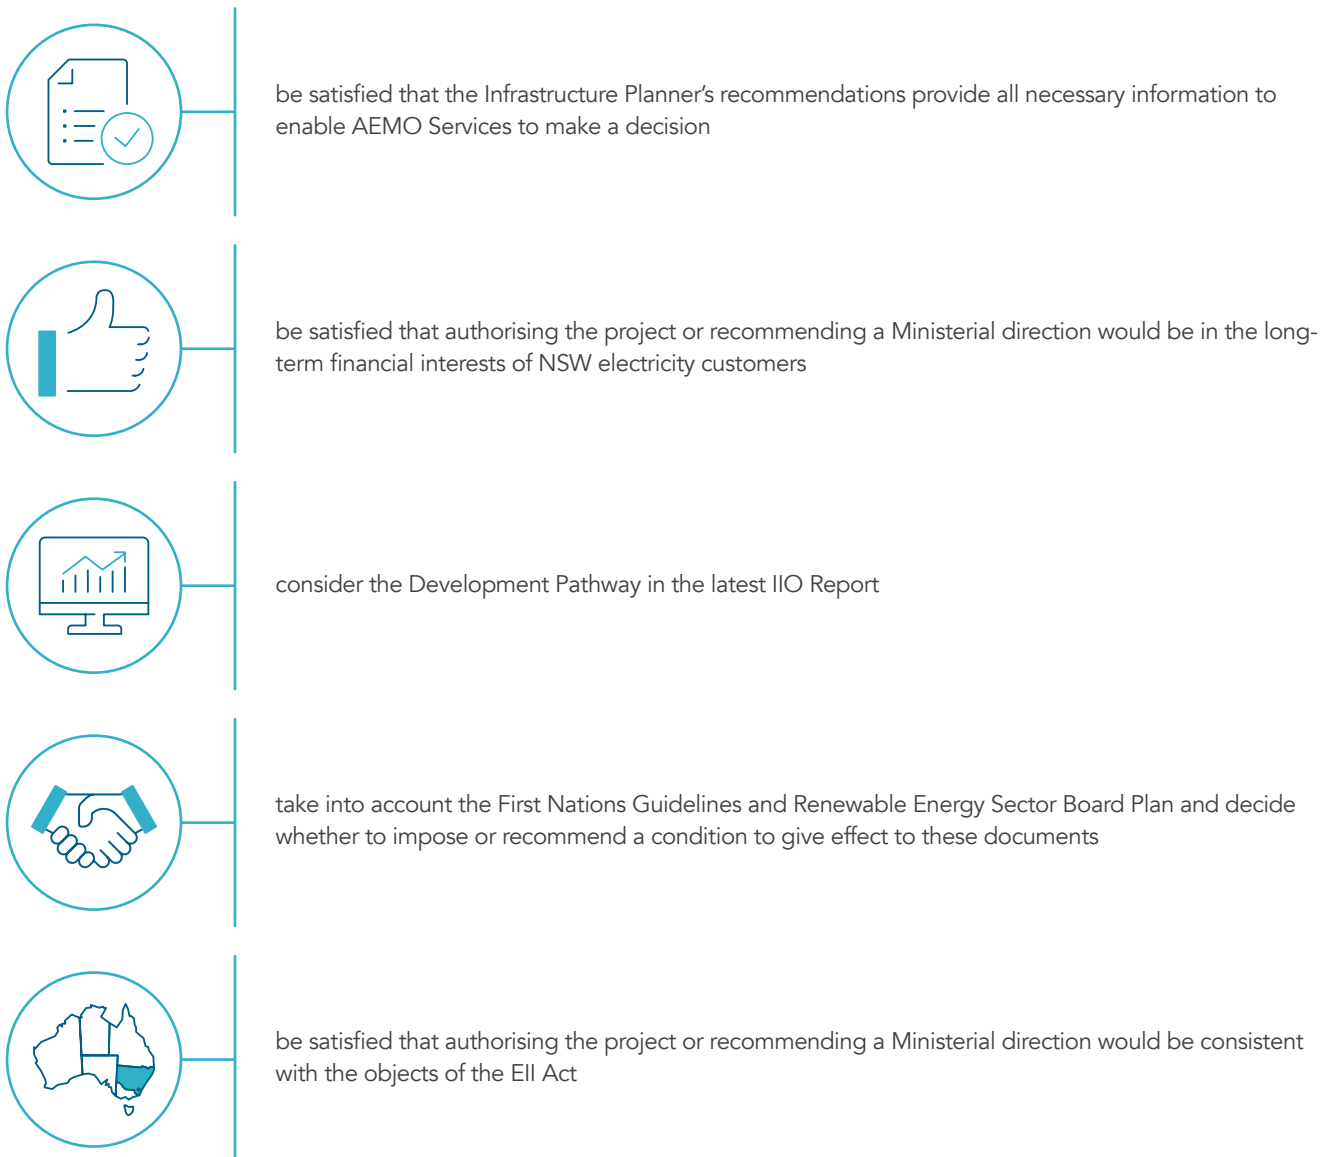 be satisfied that the Infrastructure Planner’s recommendations provide all necessary information to
enable AEMO Services to make a decision
be satisfied that authorising the project or recommending a Ministerial direction would be in the long-
term financial interests of NSW electricity customers
consider the Development Pathway in the latest IIO Report
take into account the First Nations Guidelines and Renewable Energy Sector Board Plan and decide
whether to impose or recommend a condition to give effect to these documents
be satisfied that authorising the project or recommending a Ministerial direction would be consistent
with the objects of the EII Act